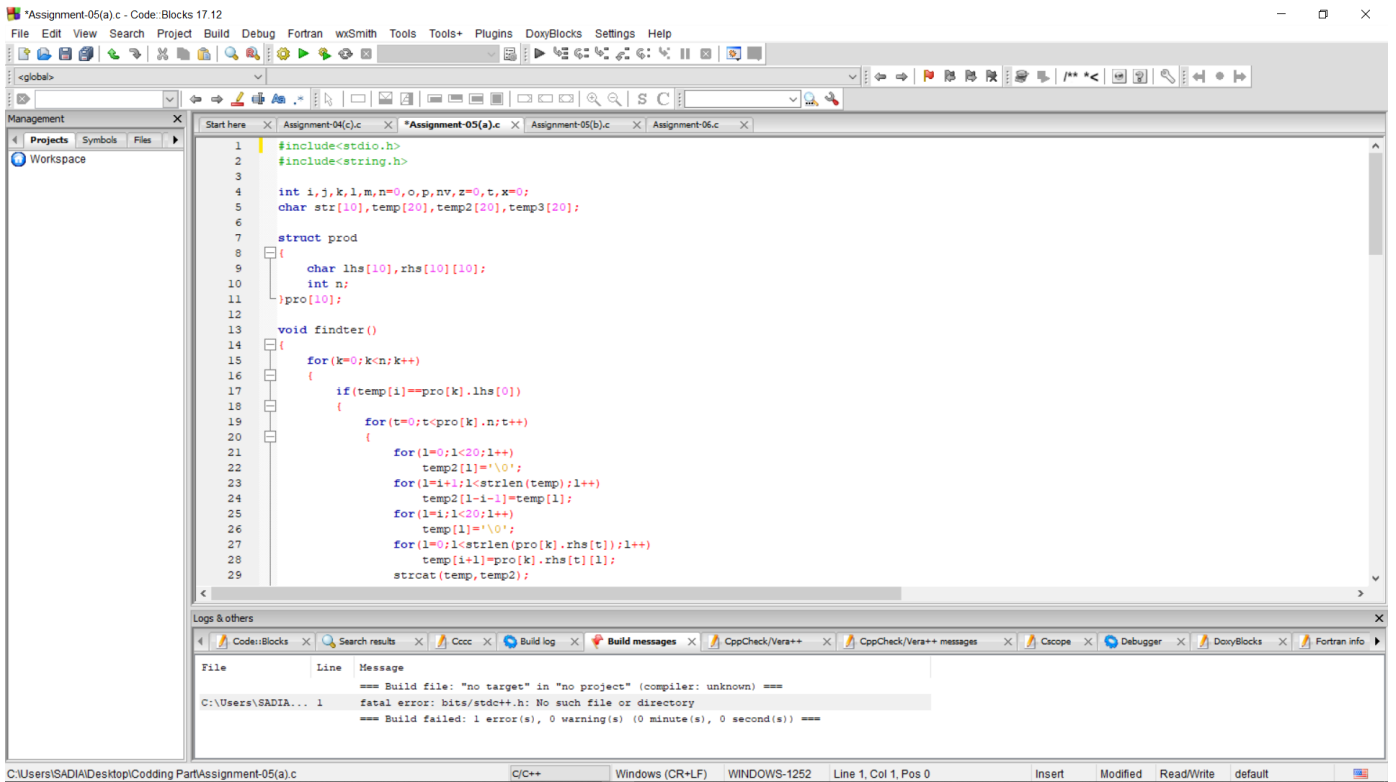 *Assignment-05(a).c - Code::Blocks 17.12
File Edit View Search Project Build Debug Fortran wxSmith Tools Tools+ Plugins DoxyBlocks Settings Help
<global>
/** *<
S C
Management
Projects Symbols Files
Workspace
Start here Assignment-04(c).c *Assignment-05(a).c Assignment-05(b).c Assignment-06.c
1 #include<stdio.h>
2 #include<string.h>
3
4 int i,j,k,l,m,n=0,o,p,nv,z=0,t,x=0;
5 char str[10],temp[20],temp2[20],temp3[20];
6
7 struct prod
8 {
9 char lhs[10],rhs[10][10];
10 int n;
11 }pro[10];
12
13 void findter()
14 {
15 for(k=0;k<n;k++)
16 {
17 if(temp[i]==pro[k].lhs[0])
18 {
19 for(t=0;t<pro[k].n;t++)
20 {
21 for(l=0;l<20;l++)
22 temp2[l]='\0';
23 for(l=i+1;l<strlen(temp);l++)
24 temp2[l-i-1]=temp[l];
25 for(l=i;l<20;l++)
26 temp[l]='\0';
27 for(l=0;l<strlen(pro[k].rhs[t]);l++)
28 temp[i+l]=pro[k].rhs[t][l];
29 strcat(temp,temp2);
Logs & others
Code::Blocks Search results Cccc Build log Build messages CppCheck/Vera++ CppCheck/Vera++ messages Cscope Debugger DoxyBlocks Fortran info
File Line Message
=== Build file: "no target" in "no project" (compiler: unknown) ===
C:\Users\SADIA... 1 fatal error: bits/stdc++.h: No such file or directory
=== Build failed: 1 error(s), 0 warning(s) (0 minute(s), 0 second(s)) ===
C:\Users\SADIA\Desktop\Codding Part\Assignment-05(a).c C/C++ Windows (CR+LF) WINDOWS-1252 Line 1, Col 1, Pos 0 Insert Modified Read/Write default